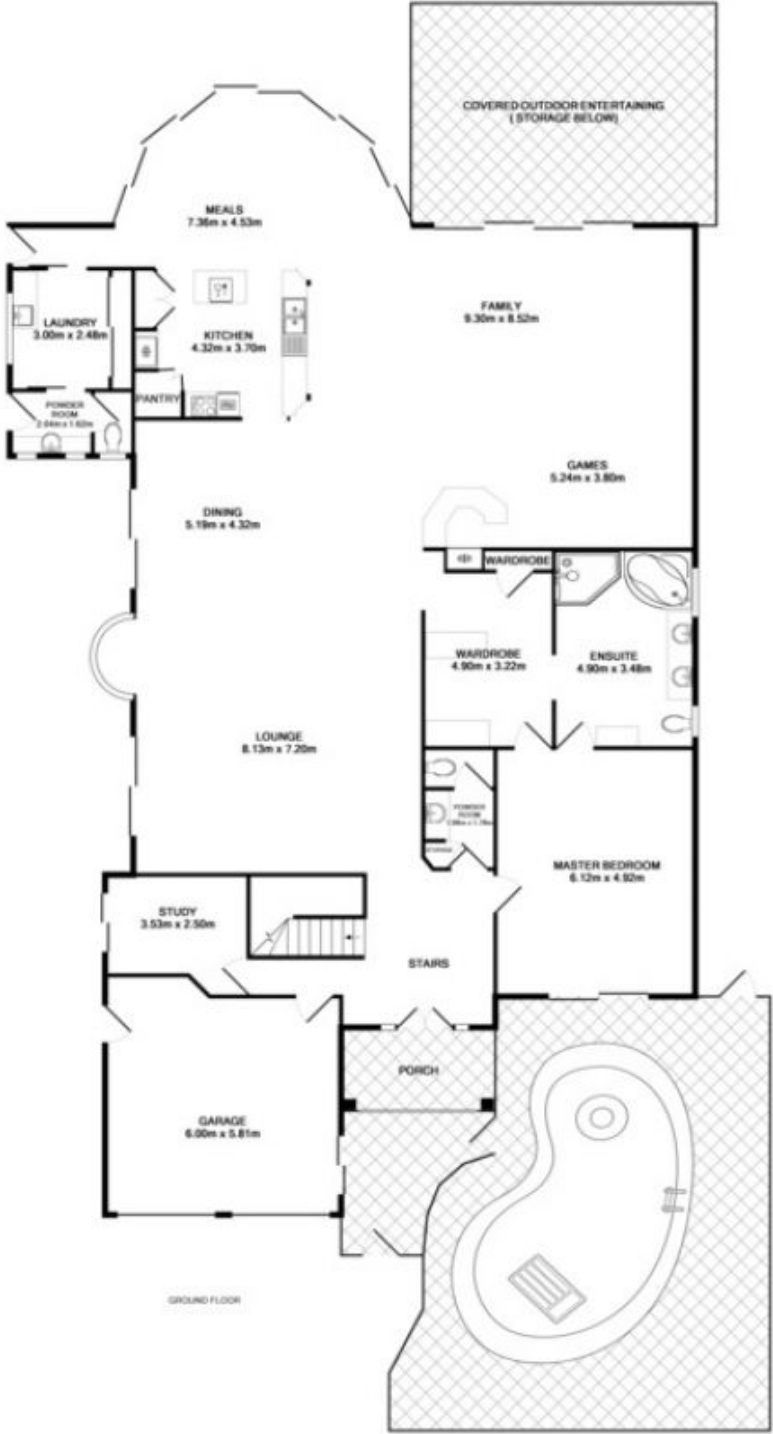 COVERED OUTDOOR ENTERTAINING
( STORAGE BELOW)
MEALS
7.36m x 4.53m
FAMILY
9.30m x 8.52m
LAUNDRY
3.00m x 2.48m
KITCHEN
4.32m x 3.70m
PANTRY
POWDER
ROOM
2.04m x 1.62m
GAMES
5.24m x 3.80m
DINING
5.19m x 4.32m
WARDROBE
WARDROBE
4.90m x 3.22m
ENSUITE
4.90m x 3.48m
LOUNGE
8.13m x 7.20m
POWDER
ROOM
MASTER BEDROOM
6.12m x 4.92m
STUDY
3.53m x 2.50m
STAIRS
PORCH
GARAGE
6.00m x 5.81m
GROUND FLOOR